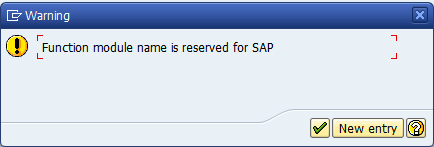 Warning
Function module name is reserved for SAP
New entry